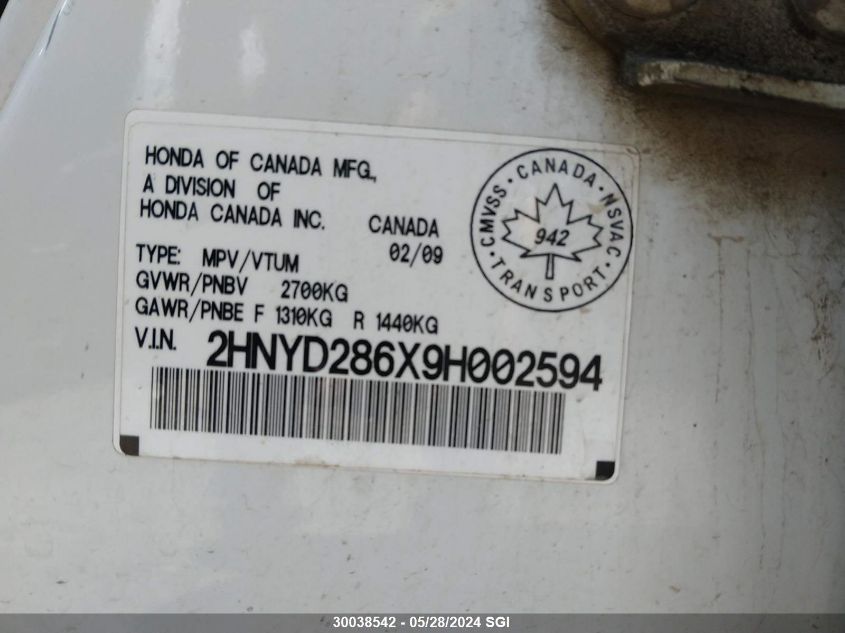 HONDA OF CANADA MFG.,
A DIVISION OF
HONDA CANADA INC. CANADA
02/09
TYPE: MPV/VTUM
GVWR/PNBV 2700KG
GAWR/PNBE F 1310KG R 1440KG
V.I.N. 2HNYD286X9H002594
CMVSS · CANADA · NSVAC
942
· TRANSPORT ·
30038542 - 05/28/2024 SGI